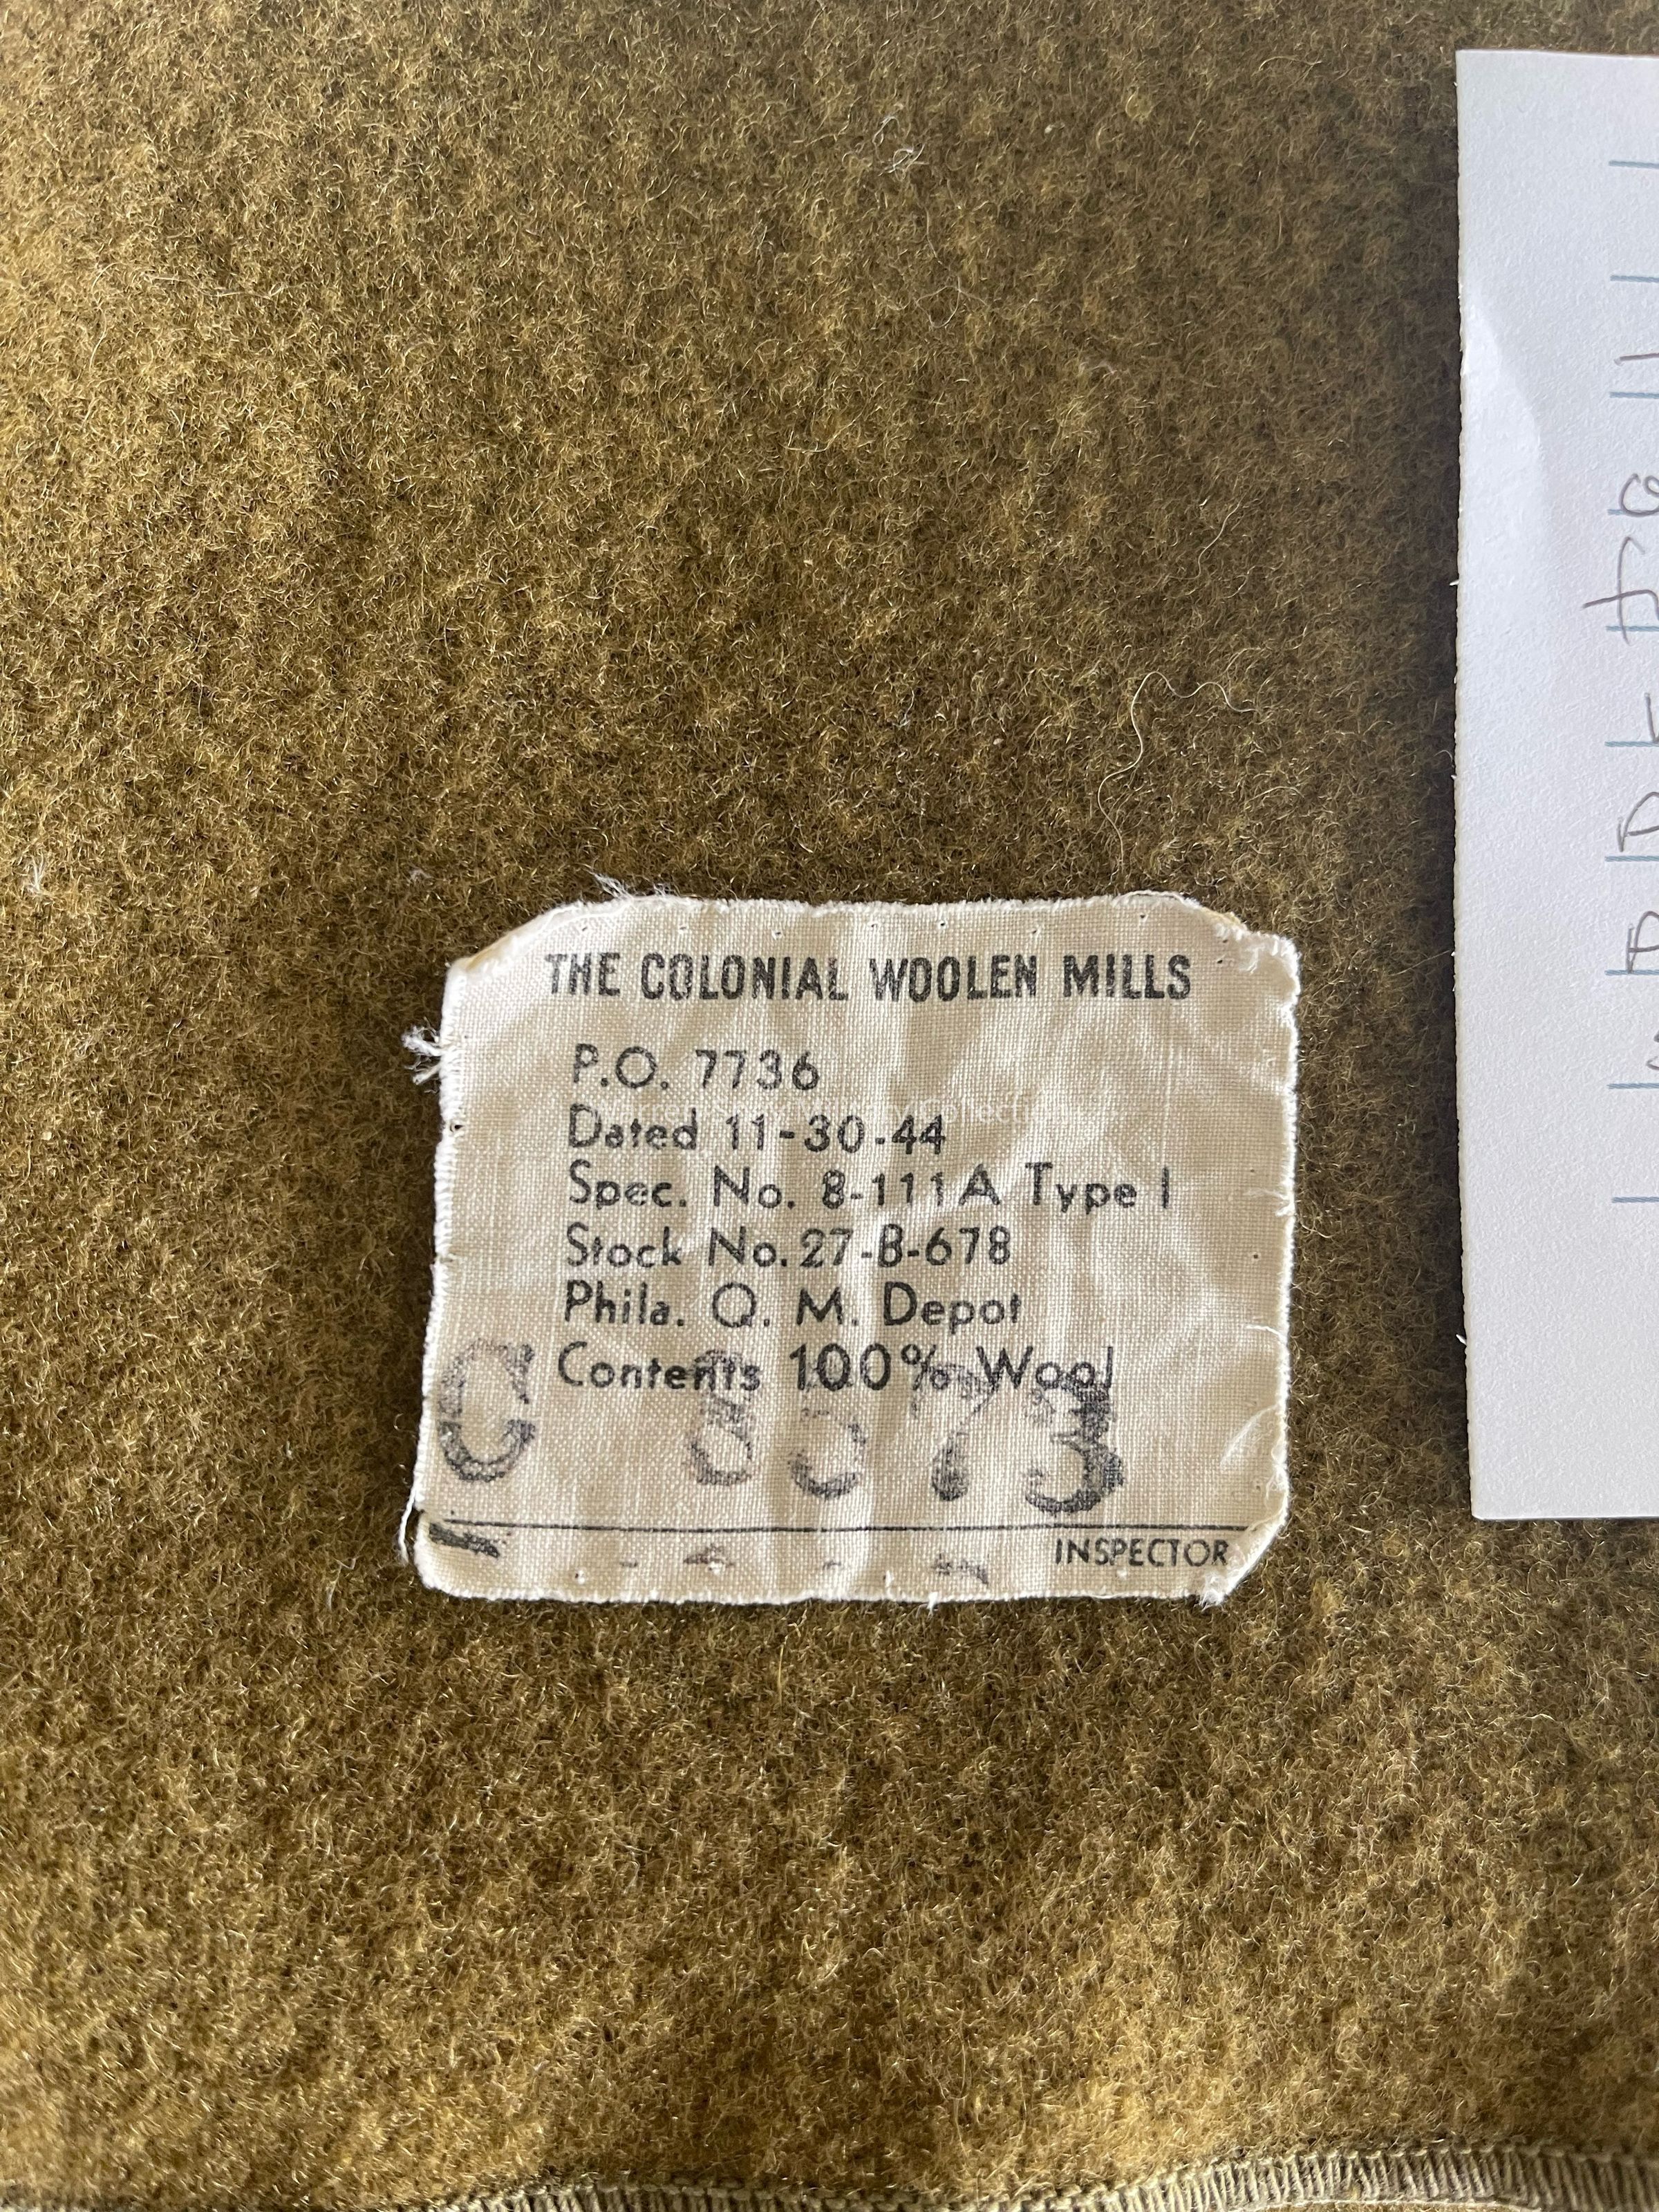 THE COLONIAL WOOLEN MILLS
P.O. 7736
Dated 11-30-44
Spec. No. 8-111A Type I
Stock No. 27-B-678
Phila. Q. M. Depot
Contents 100% Wool
C
INSPECTOR